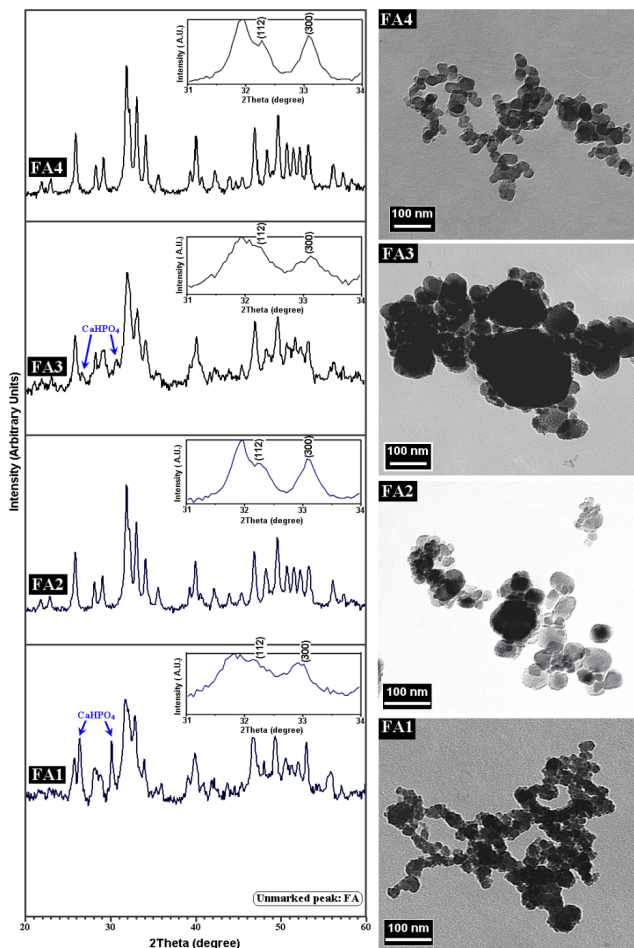 Intensity (Arbitrary Units)
FA4
Intensity ( A.U.)
(112)
(300)
31 32 33 34
2Theta (degree)
FA3
CaHPO4
Intensity ( A.U.)
(112)
(300)
31 32 33 34
2Theta (degree)
FA2
Intensity ( A.U.)
(112)
(300)
31 32 33 34
2Theta (degree)
FA1
CaHPO4
Intensity ( A.U.)
(112)
(300)
31 32 33 34
2Theta (degree)
Unmarked peak: FA
20 30 40 50 60
2Theta (degree)
FA4
100 nm
FA3
100 nm
FA2
100 nm
FA1
100 nm